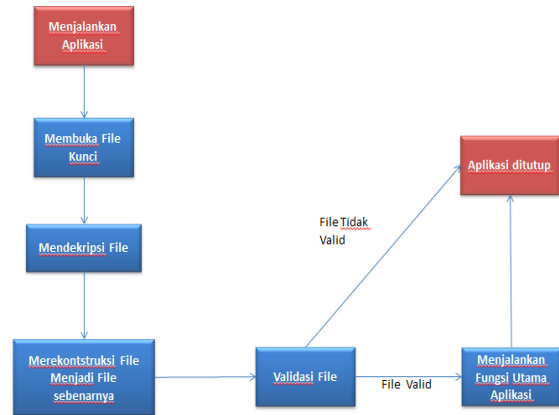 Menjalankan
Aplikasi
Membuka File
Kunci
Mendekripsi File
Merekontstruksi File
Menjadi File
sebenarnya
Validasi File
File Tidak
Valid
File Valid
Menjalankan
Fungsi Utama
Aplikasi
Aplikasi ditutup